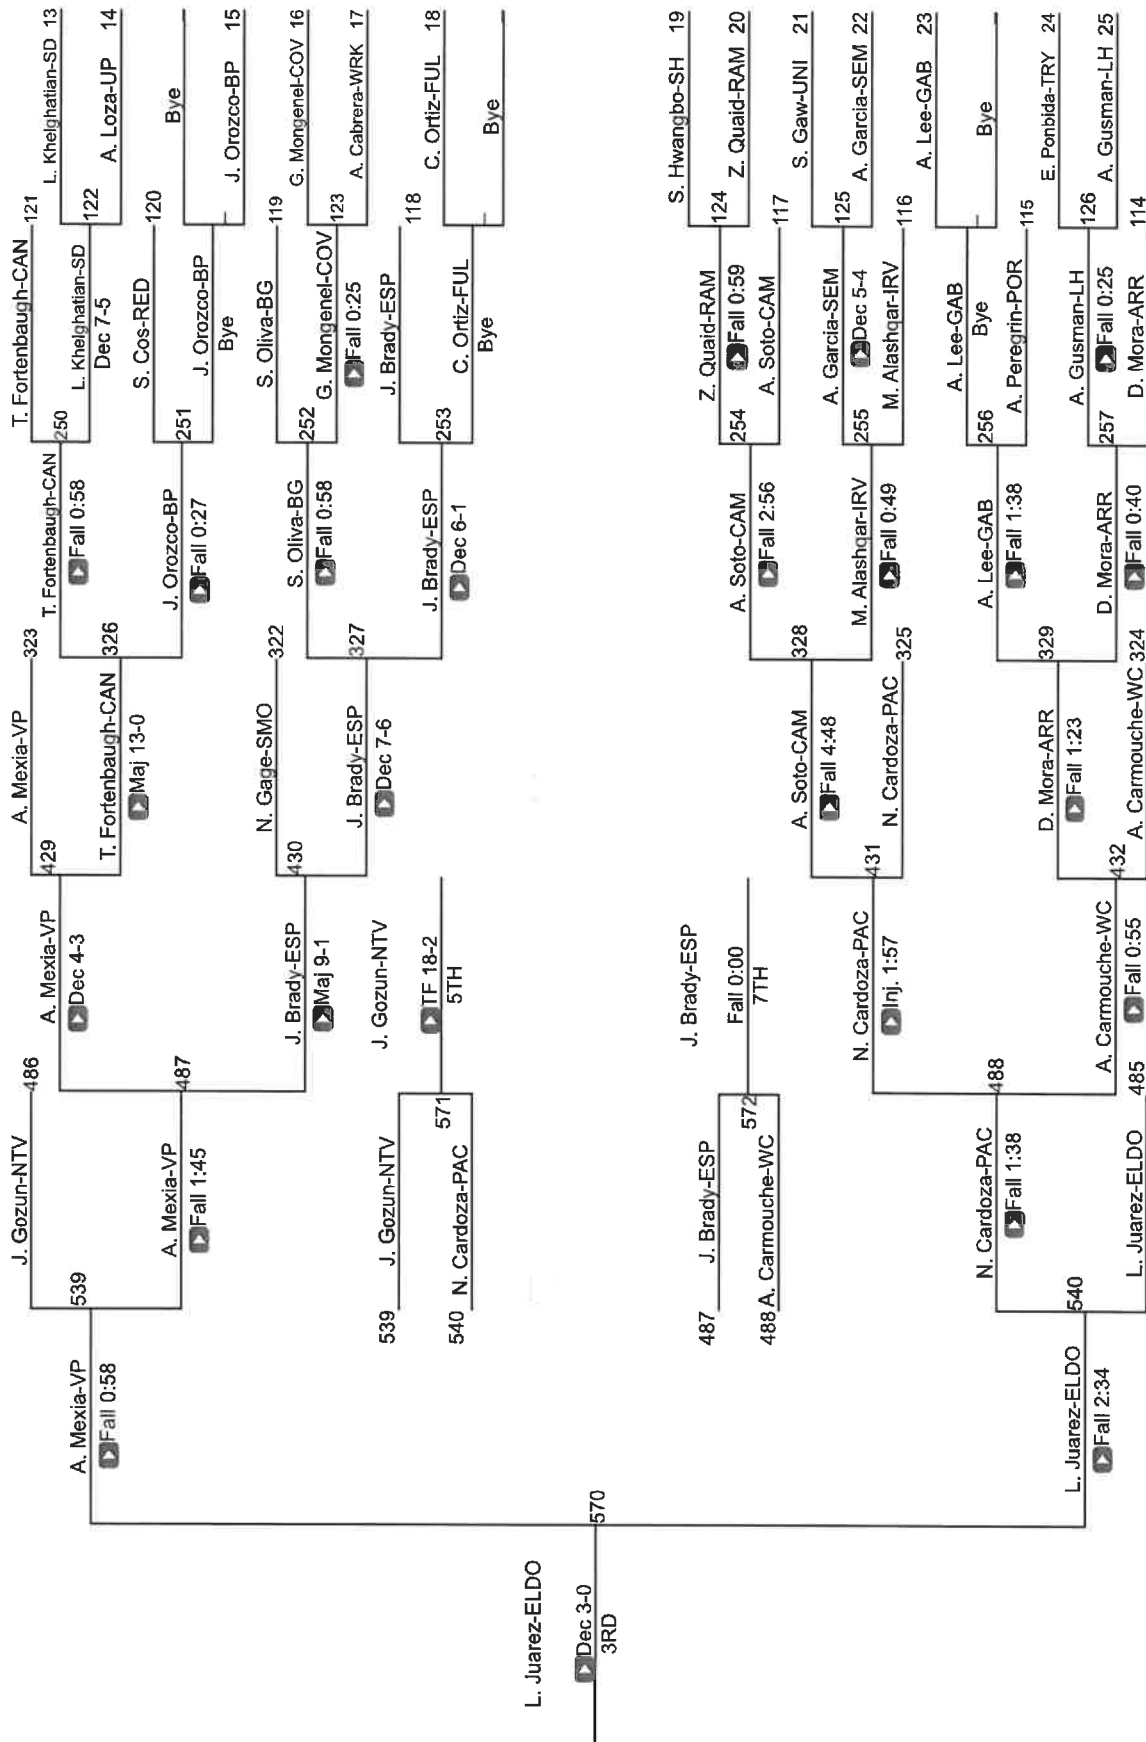 L. Khelghatian-SD 13
A. Loza-UP 14
Bye
J. Orozco-BP 15
G. Mongenel-COV 16
A. Cabrera-WRK 17
C. Ortiz-FUL 18
Bye
S. Hwangbo-SH 19
Z. Quaid-RAM 20
S. Gaw-UNI 21
A. Garcia-SEM 22
A. Lee-GAB 23
Bye
E. Ponbida-TRY 24
A. Gusman-LH 25
T. Fortenbaugh-CAN 121
122
L. Khelghatian-SD
Dec 7-5
S. Cos-RED 120
J. Orozco-BP
Bye
S. Oliva-BG 119
123
G. Mongenel-COV
Fall 0:25
J. Brady-ESP 118
C. Ortiz-FUL
Bye
124
Z. Quaid-RAM
Fall 0:59
A. Soto-CAM 117
125
A. Garcia-SEM
Dec 5-4
M. Alashqar-IRV 116
A. Lee-GAB
Bye
A. Peregrin-POR 115
126
A. Gusman-LH
Fall 0:25
D. Mora-ARR 114
250
T. Fortenbaugh-CAN
Fall 0:58
251
J. Orozco-BP
Fall 0:27
252
S. Oliva-BG
Fall 0:58
253
J. Brady-ESP
Dec 6-1
254
A. Soto-CAM
Fall 2:56
255
M. Alashqar-IRV
Fall 0:49
256
A. Lee-GAB
Fall 1:38
257
D. Mora-ARR
Fall 0:40
A. Mexia-VP 323
326
T. Fortenbaugh-CAN
Maj 13-0
N. Gage-SMO 322
327
J. Brady-ESP
Dec 7-6
328
A. Soto-CAM
Fall 4:48
N. Cardoza-PAC 325
329
D. Mora-ARR
Fall 1:23
A. Carmouche-WC 324
429
A. Mexia-VP
Dec 4-3
430
J. Brady-ESP
Maj 9-1
431
N. Cardoza-PAC
Inj. 1:57
432
A. Carmouche-WC
Fall 0:55
J. Gozun-NTV 486
487
A. Mexia-VP
Fall 1:45
488
N. Cardoza-PAC
Fall 1:38
L. Juarez-ELDO 485
539
A. Mexia-VP
Fall 0:58
540
L. Juarez-ELDO
Fall 2:34
570
L. Juarez-ELDO
Dec 3-0
3RD
539 J. Gozun-NTV
540 N. Cardoza-PAC
571
J. Gozun-NTV
TF 18-2
5TH
487 J. Brady-ESP
488 A. Carmouche-WC
572
J. Brady-ESP
Fall 0:00
7TH